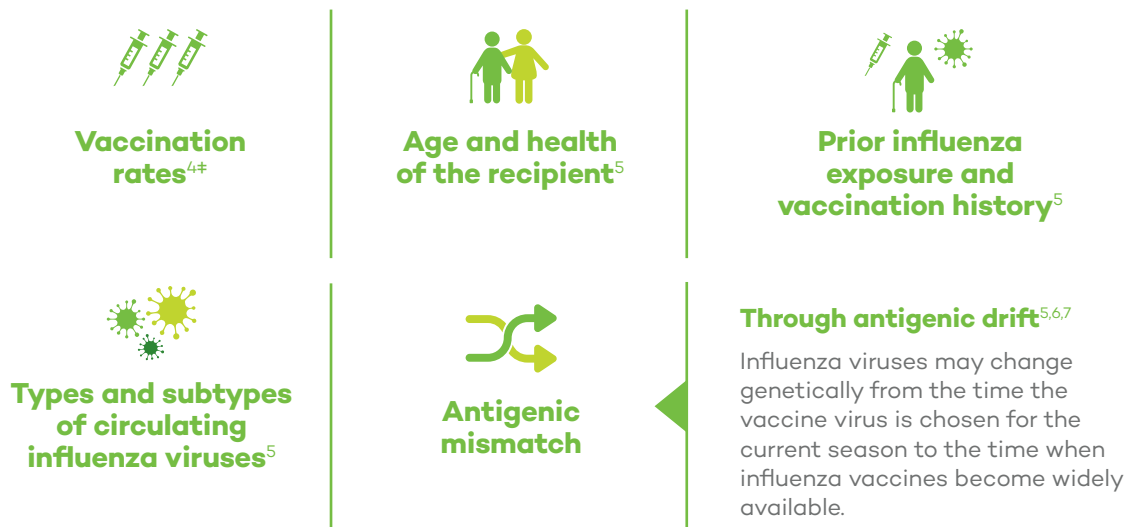 Vaccination
rates4‡
Age and health
of the recipient5
Prior influenza
exposure and
vaccination history5
Types and subtypes
of circulating
influenza viruses5
Antigenic
mismatch
Through antigenic drift5,6,7
Influenza viruses may change
genetically from the time the
vaccine virus is chosen for the
current season to the time when
influenza vaccines become widely
available.